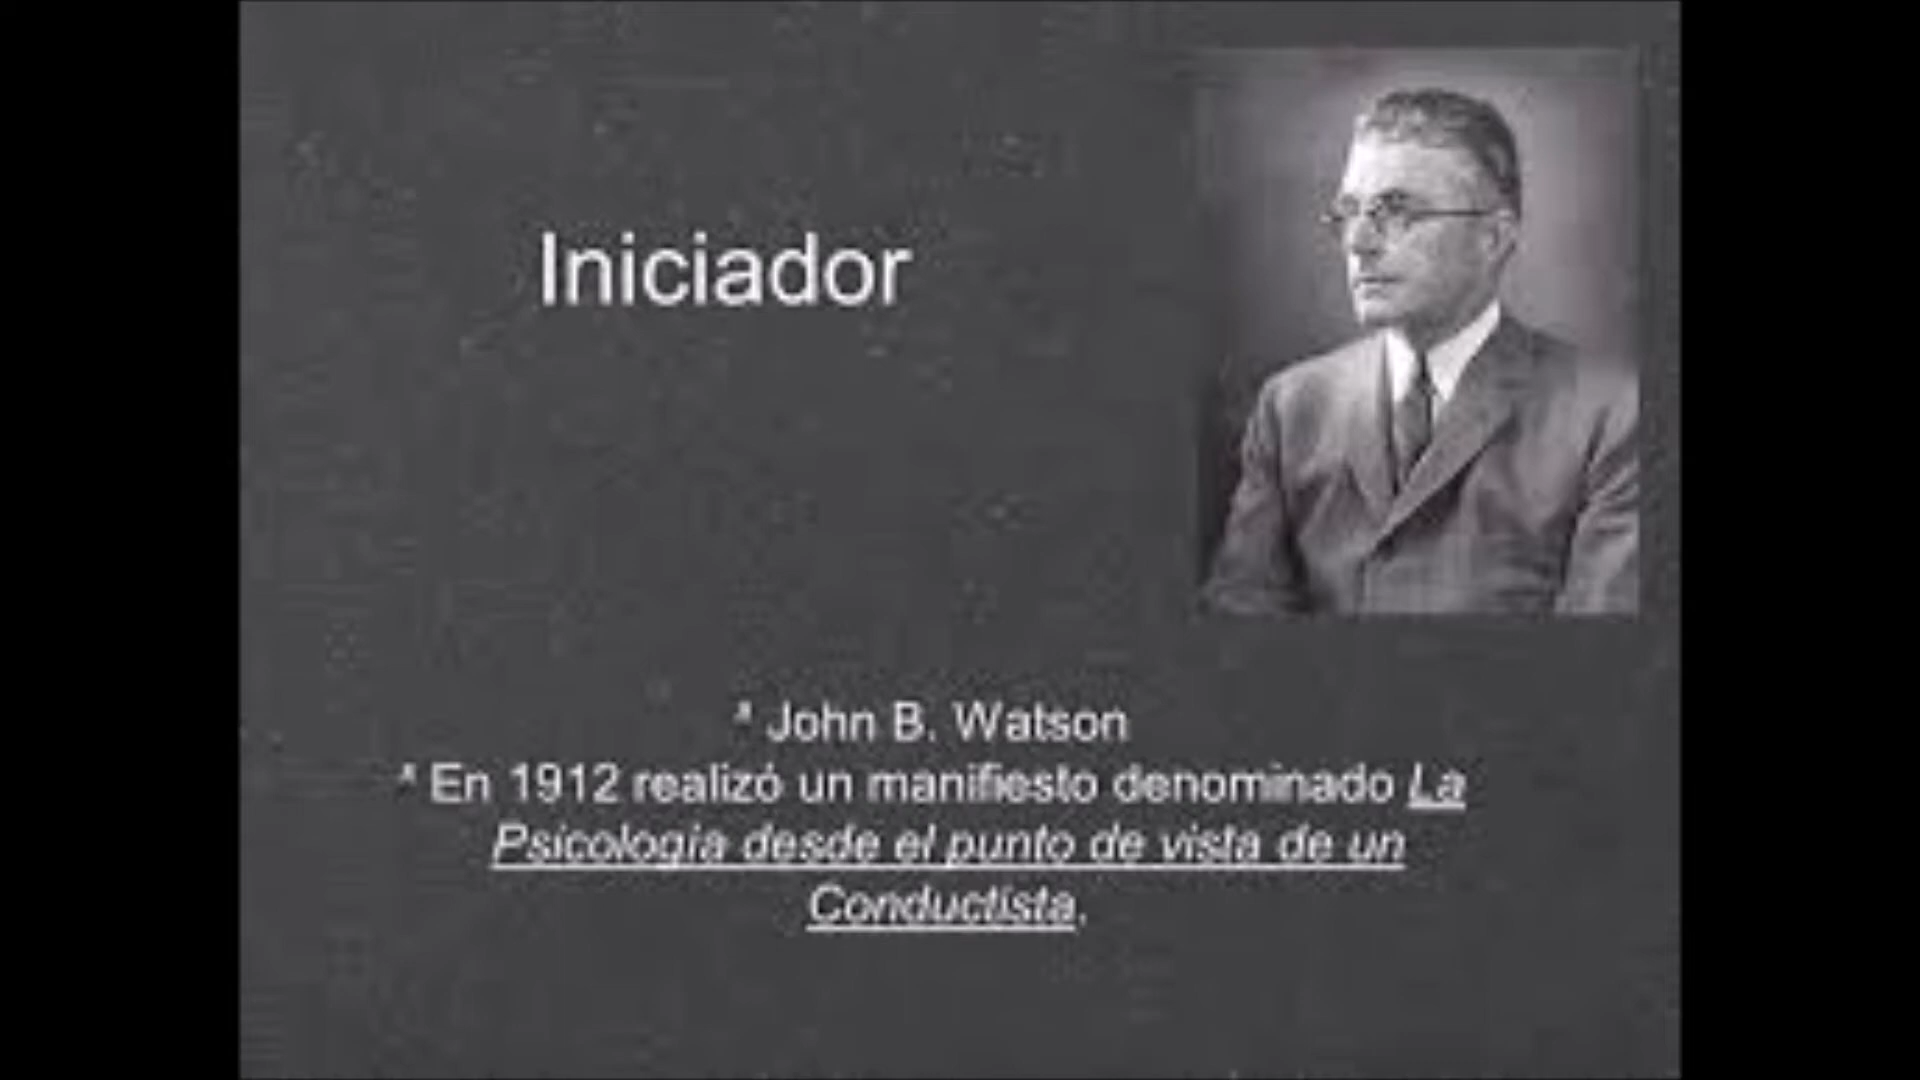 Iniciador
John B. Watson
En 1912 realizó un manifiesto denominado La
Psicología desde el punto de vista de un
Conductista.